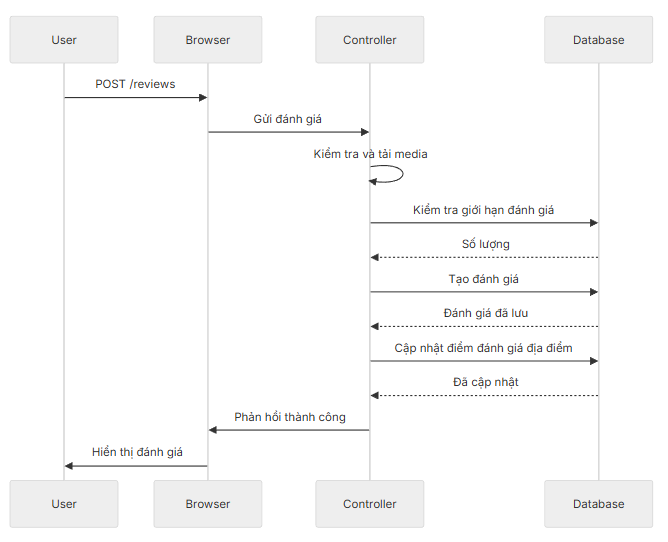 User
Browser
Controller
Database
POST /reviews
Gửi đánh giá
Kiểm tra và tải media
Kiểm tra giới hạn đánh giá
Số lượng
Tạo đánh giá
Đánh giá đã lưu
Cập nhật điểm đánh giá địa điểm
Đã cập nhật
Phản hồi thành công
Hiển thị đánh giá
User
Browser
Controller
Database